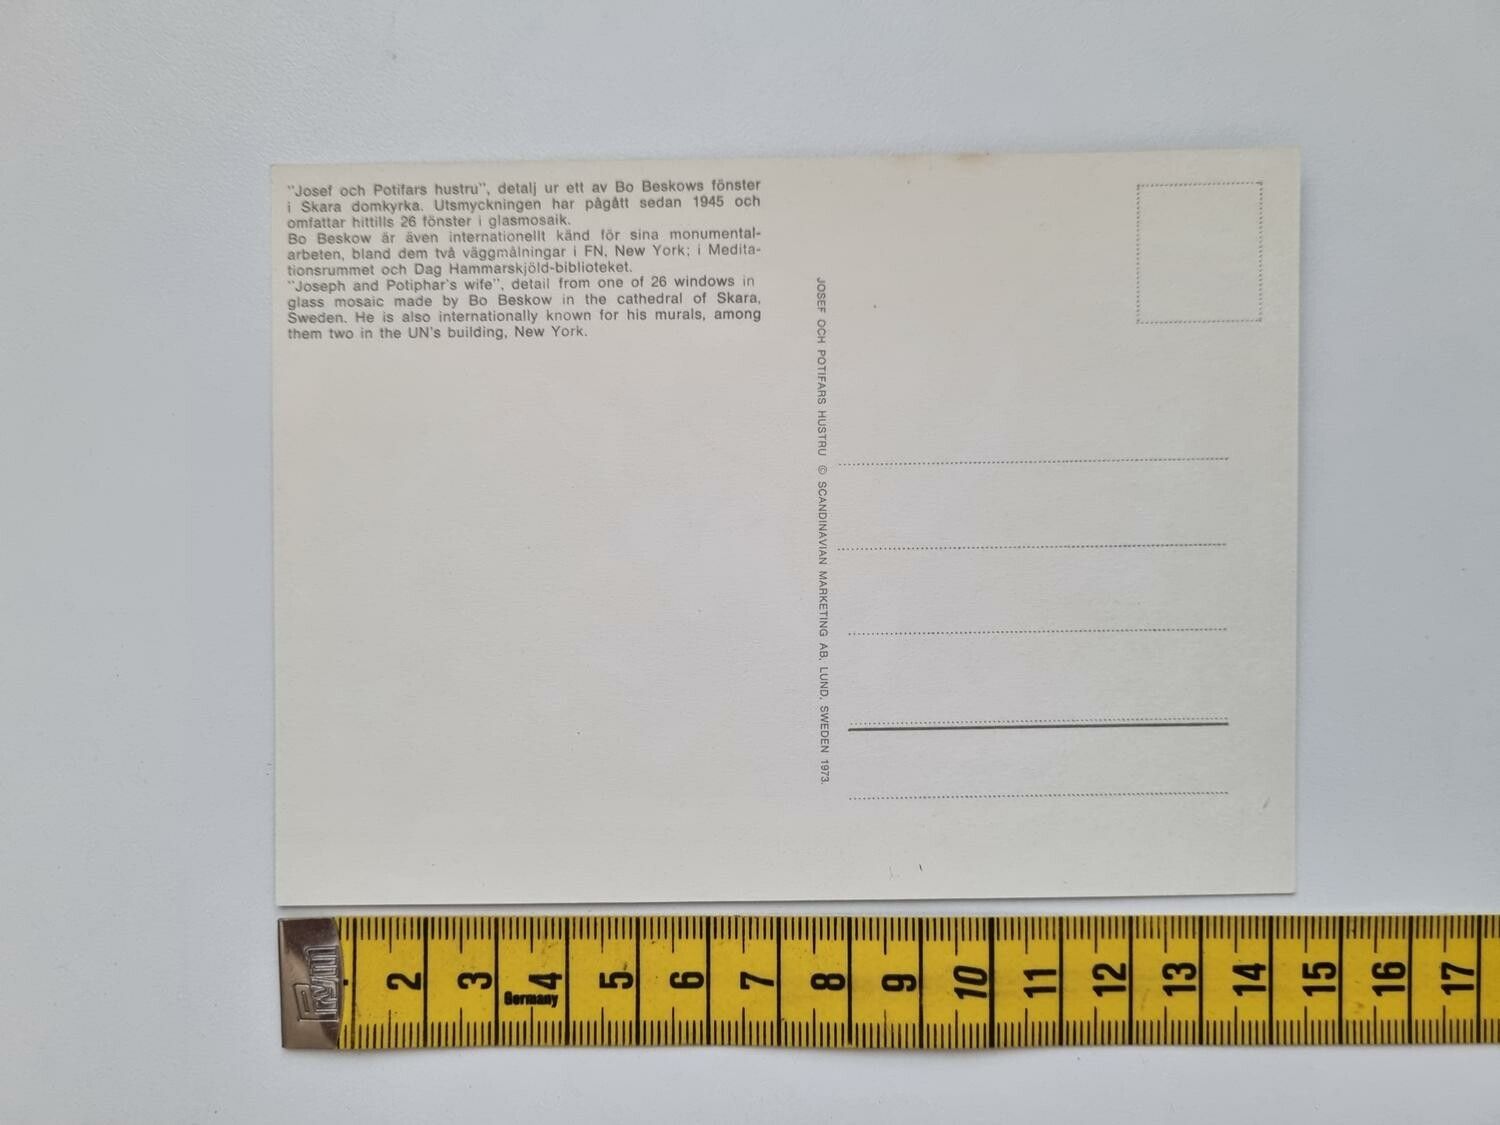 "Josef och Potifars hustru", detalj ur ett av Bo Beskows fönster
i Skara domkyrka. Utsmyckningen har pågått sedan 1945 och
omfattar hittills 26 fönster i glasmosaik.
Bo Beskow är även internationellt känd för sina monumental-
arbeten, bland dem två väggmålningar i FN, New York; i Medita-
tionsrummet och Dag Hammarskjöld-biblioteket.
"Joseph and Potiphar's wife", detail from one of 26 windows in
glass mosaic made by Bo Beskow in the cathedral of Skara,
Sweden. He is also internationally known for his murals, among
them two in the UN's building, New York.
JOSEF OCH POTIFARS HUSTRU © SCANDINAVIAN MARKETING AB, LUND, SWEDEN 1973.
Prym
2 3 4 5 6 7 8 9 10 11 12 13 14 15 16 17
Germany